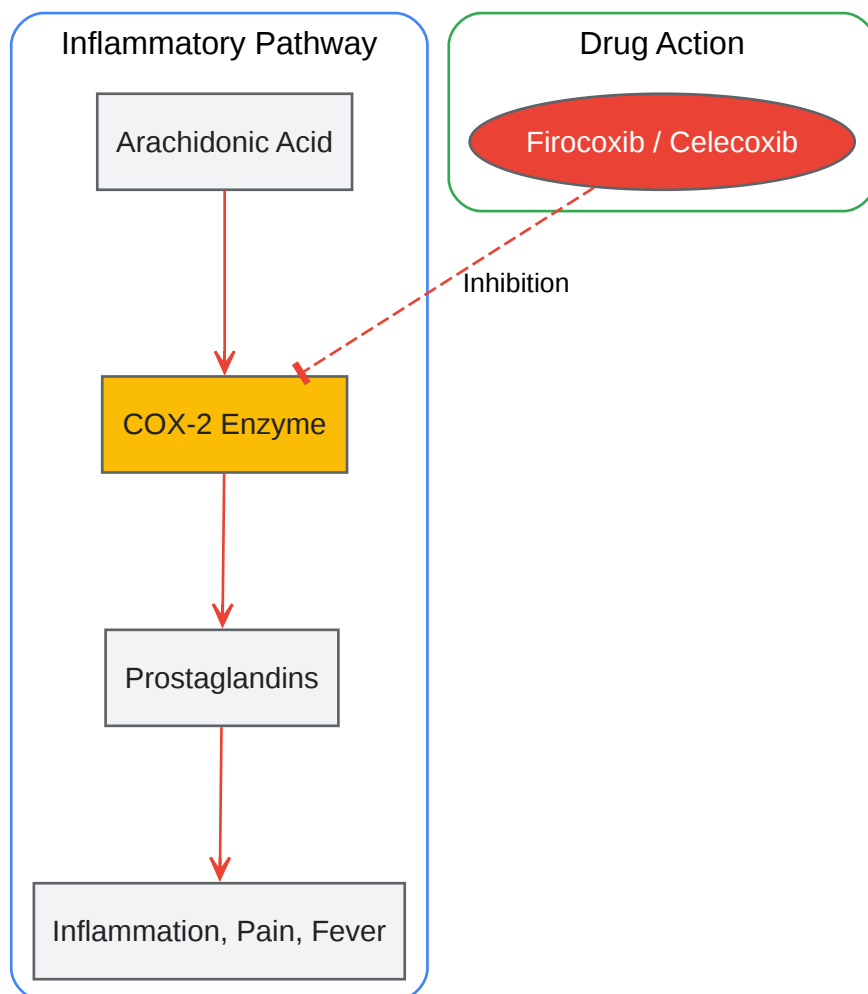 Inflammatory Pathway
Drug Action
Arachidonic Acid
Firocoxib / Celecoxib
Inhibition
COX-2 Enzyme
Prostaglandins
Inflammation, Pain, Fever